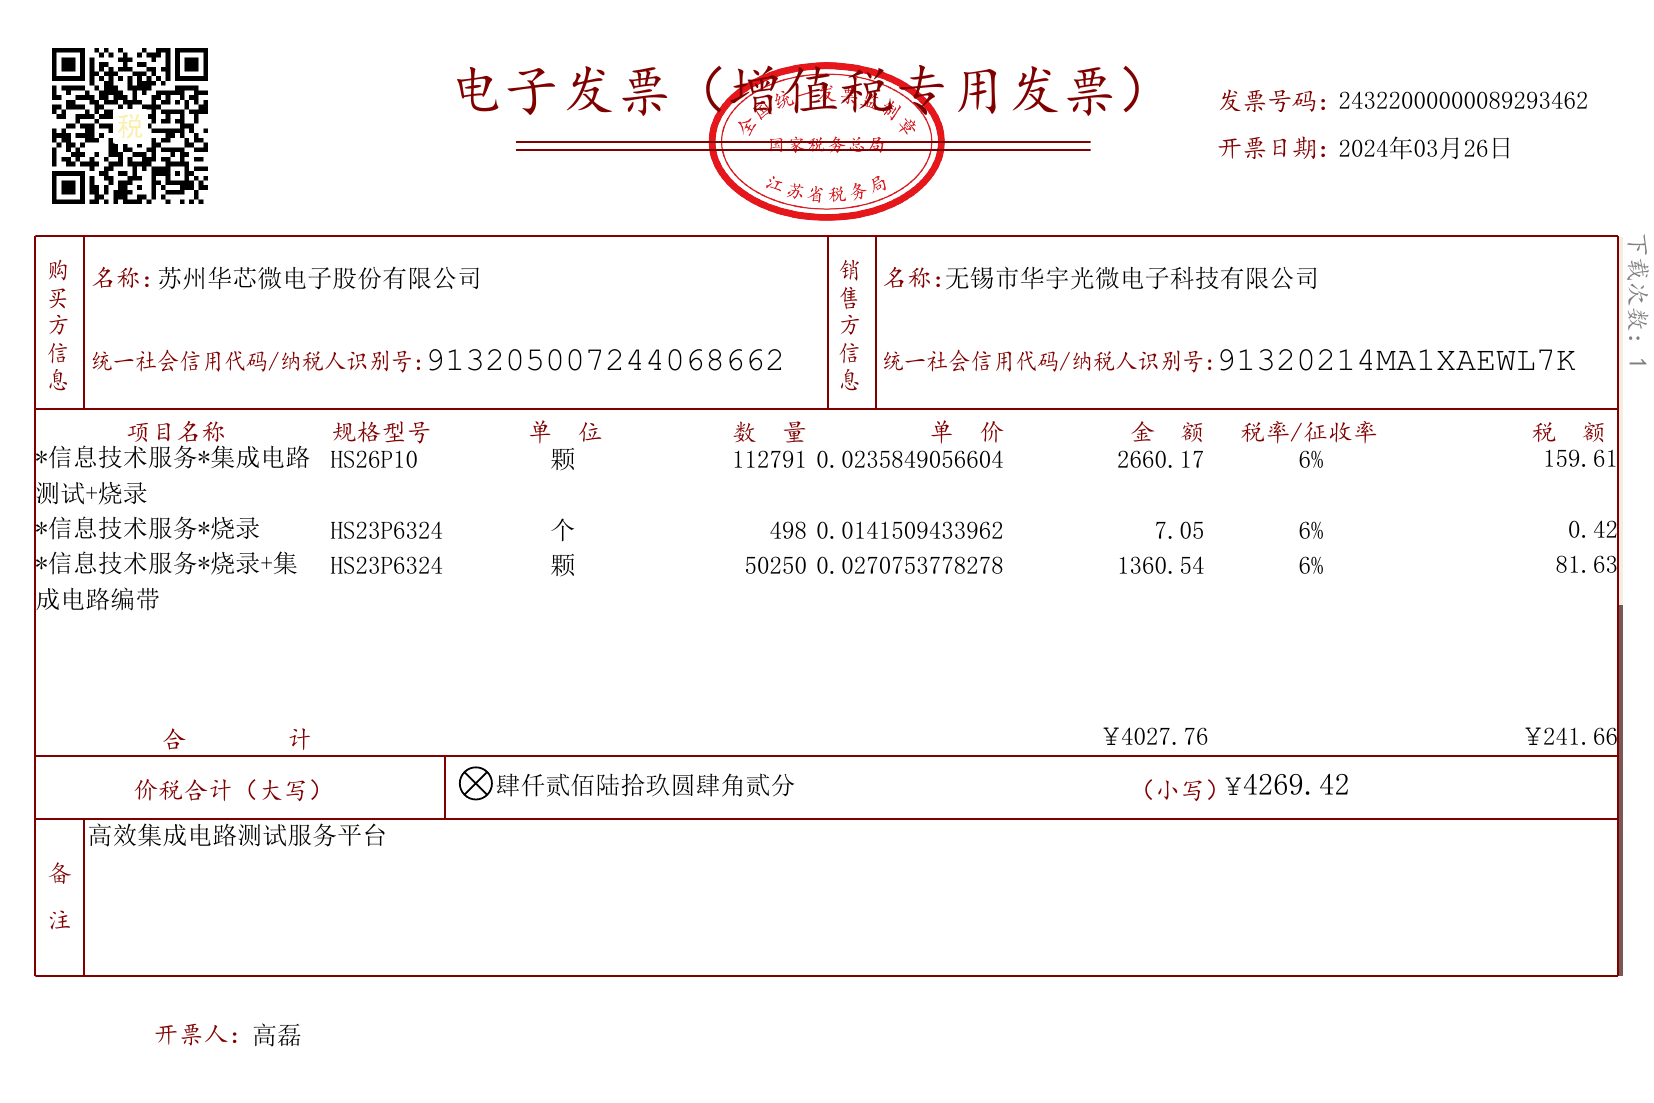 电子发票（增值税专用发票）
全国统一发票监制章
国家税务总局
江苏省税务局
税
发票号码：24322000000089293462
开票日期：2024年03月26日
下载次数：1
购买方信息
名称：苏州华芯微电子股份有限公司
统一社会信用代码/纳税人识别号：913205007244068662
销售方信息
名称：无锡市华宇光微电子科技有限公司
统一社会信用代码/纳税人识别号：91320214MA1XAEWL7K
项目名称 规格型号 单 位 数 量 单 价 金 额 税率/征收率 税 额
*信息技术服务*集成电路 HS26P10 颗 112791 0.0235849056604 2660.17 6% 159.61
测试+烧录
*信息技术服务*烧录 HS23P6324 个 498 0.0141509433962 7.05 6% 0.42
*信息技术服务*烧录+集 HS23P6324 颗 50250 0.0270753778278 1360.54 6% 81.63
成电路编带
合 计 ￥4027.76 ￥241.66
价税合计（大写） 肆仟贰佰陆拾玖圆肆角贰分 （小写）￥4269.42
备注
高效集成电路测试服务平台
开票人：高磊